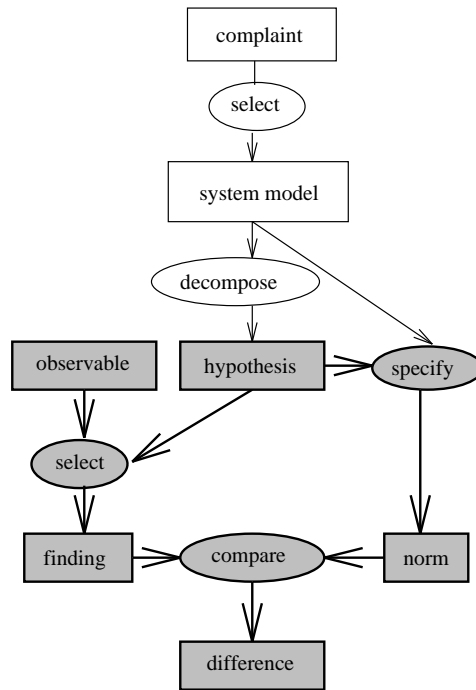 complaint
select
system model
decompose
observable
hypothesis
specify
select
finding
compare
norm
difference